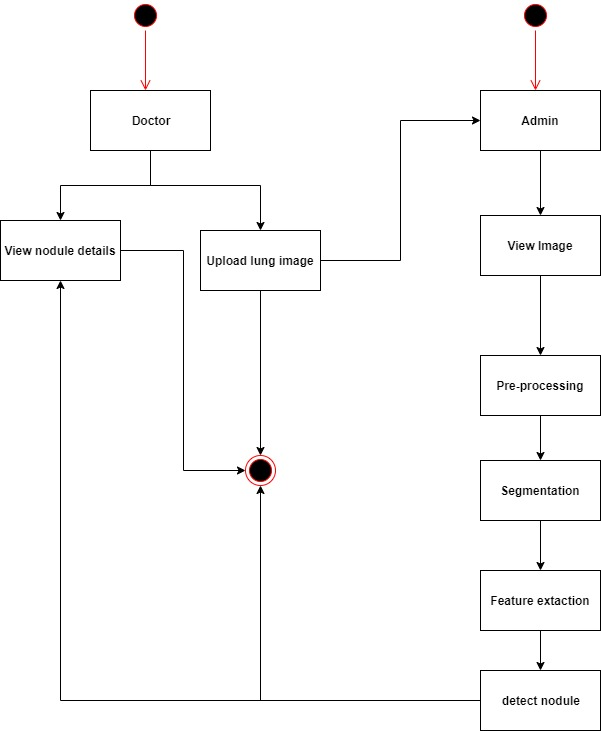 Doctor
Admin
View nodule details
Upload lung image
View Image
Pre-processing
Segmentation
Feature extaction
detect nodule